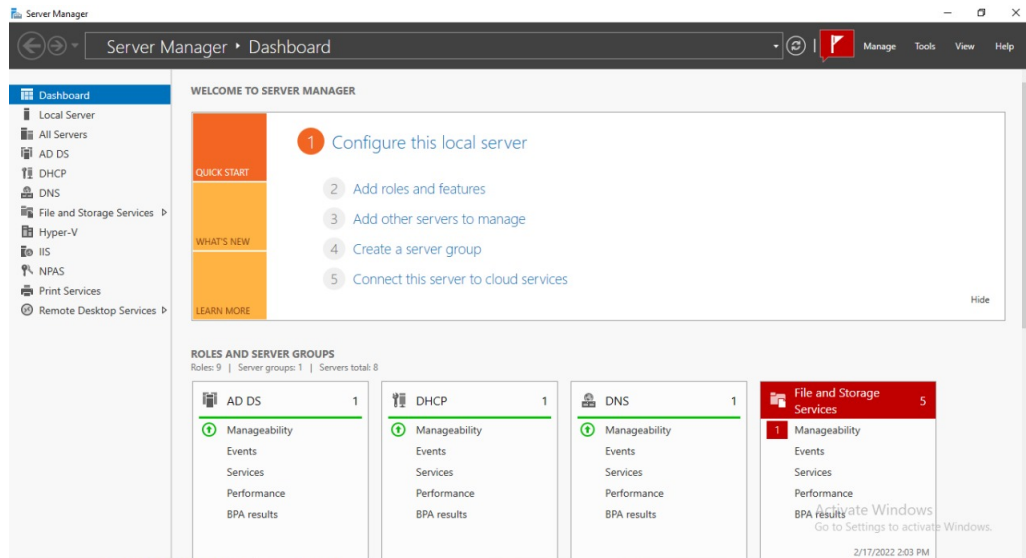 Server Manager
Server Manager • Dashboard
Manage Tools View Help
Dashboard
Local Server
All Servers
AD DS
DHCP
DNS
File and Storage Services
Hyper-V
IIS
NPAS
Print Services
Remote Desktop Services
WELCOME TO SERVER MANAGER
QUICK START
WHAT'S NEW
LEARN MORE
1 Configure this local server
2 Add roles and features
3 Add other servers to manage
4 Create a server group
5 Connect this server to cloud services
Hide
ROLES AND SERVER GROUPS
Roles: 9 | Server groups: 1 | Servers total: 8
AD DS 1
Manageability
Events
Services
Performance
BPA results
DHCP 1
Manageability
Events
Services
Performance
BPA results
DNS 1
Manageability
Events
Services
Performance
BPA results
File and Storage
Services 5
1 Manageability
Events
Services
Performance
BPA results
Activate Windows
Go to Settings to activate Windows.
2/17/2022 2:03 PM